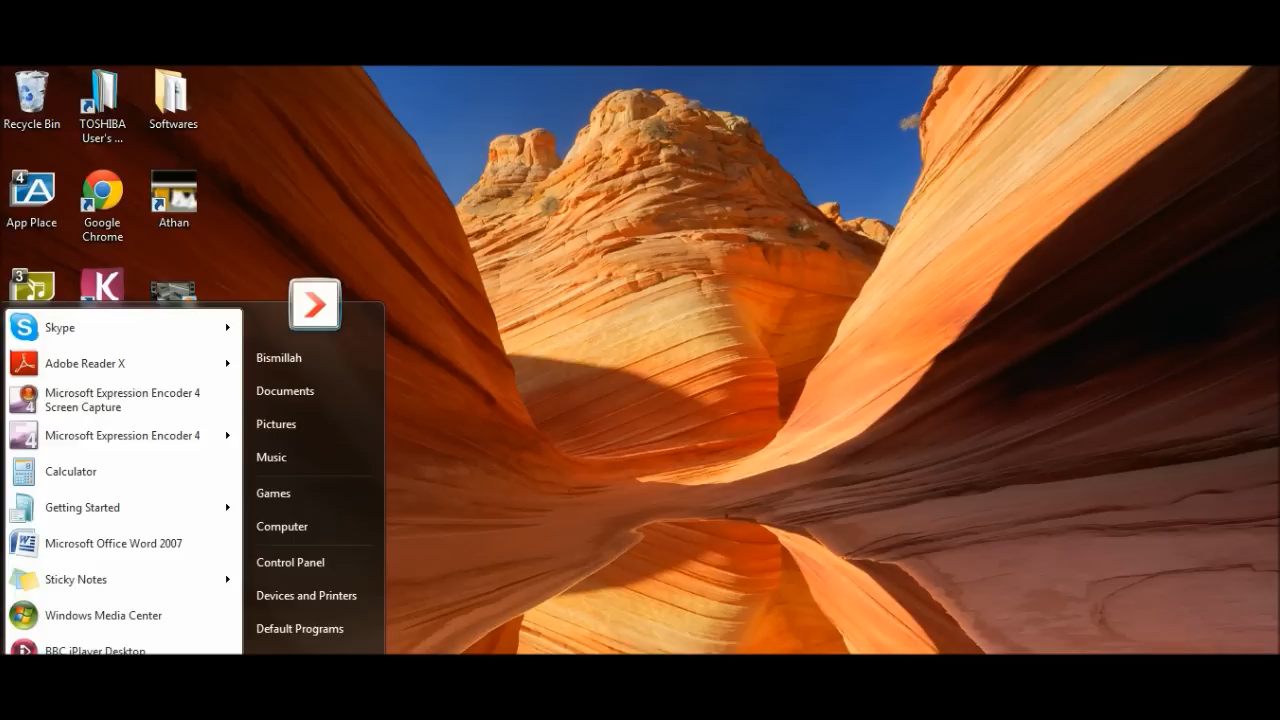 Recycle Bin
TOSHIBA
User's ...
Softwares
4
App Place
Google
Chrome
Athan
3
K
Skype
Adobe Reader X
Microsoft Expression Encoder 4
Screen Capture
Microsoft Expression Encoder 4
Calculator
Getting Started
Microsoft Office Word 2007
Sticky Notes
Windows Media Center
BBC iPlayer Desktop
Bismillah
Documents
Pictures
Music
Games
Computer
Control Panel
Devices and Printers
Default Programs